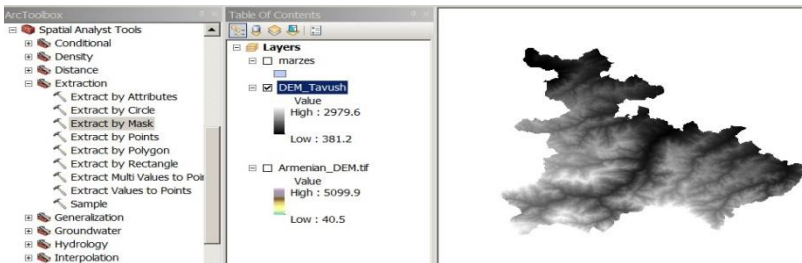 ArcToolbox
Spatial Analyst Tools
Conditional
Density
Distance
Extraction
Extract by Attributes
Extract by Circle
Extract by Mask
Extract by Points
Extract by Polygon
Extract by Rectangle
Extract Multi Values to Poi
Extract Values to Points
Sample
Generalization
Groundwater
Hydrology
Interpolation
Table Of Contents
Layers
marzes
DEM_Tavush
Value
High : 2979.6
Low : 381.2
Armenian_DEM.tif
Value
High : 5099.9
Low : 40.5